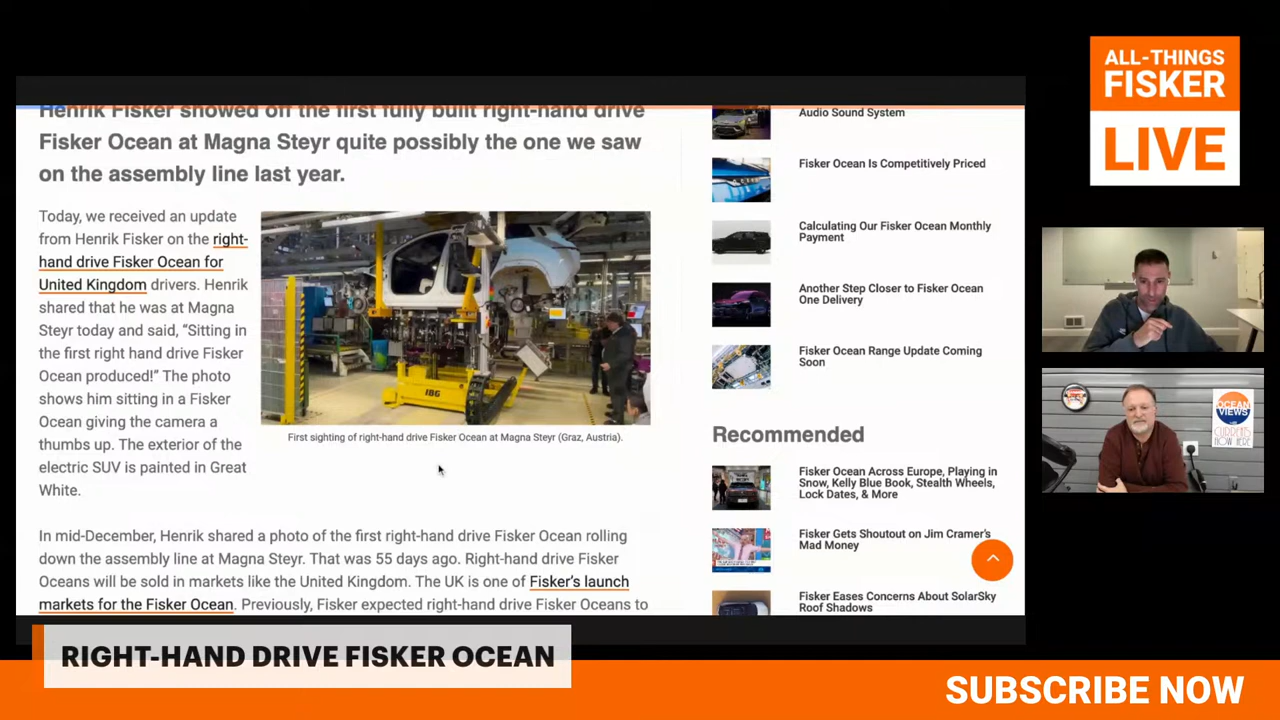 Henrik Fisker showed off the first fully built right-hand drive
Fisker Ocean at Magna Steyr quite possibly the one we saw
on the assembly line last year.
Today, we received an update
from Henrik Fisker on the right-
hand drive Fisker Ocean for
United Kingdom drivers. Henrik
shared that he was at Magna
Steyr today and said, “Sitting in
the first right hand drive Fisker
Ocean produced!” The photo
shows him sitting in a Fisker
Ocean giving the camera a
thumbs up. The exterior of the
electric SUV is painted in Great
White.
IBG
First sighting of right-hand drive Fisker Ocean at Magna Steyr (Graz, Austria).
In mid-December, Henrik shared a photo of the first right-hand drive Fisker Ocean rolling
down the assembly line at Magna Steyr. That was 55 days ago. Right-hand drive Fisker
Oceans will be sold in markets like the United Kingdom. The UK is one of Fisker's launch
markets for the Fisker Ocean. Previously, Fisker expected right-hand drive Fisker Oceans to
Audio Sound System
Fisker Ocean Is Competitively Priced
Calculating Our Fisker Ocean Monthly
Payment
Another Step Closer to Fisker Ocean
One Delivery
Fisker Ocean Range Update Coming
Soon
Recommended
Fisker Ocean Across Europe, Playing in
Snow, Kelly Blue Book, Stealth Wheels,
Lock Dates, & More
Fisker Gets Shoutout on Jim Cramer's
Mad Money
Fisker Eases Concerns About SolarSky
Roof Shadows
ALL-THINGS
FISKER
LIVE
OCEAN
VIEWS
CURRENTS
NOW HERE
RIGHT-HAND DRIVE FISKER OCEAN
SUBSCRIBE NOW